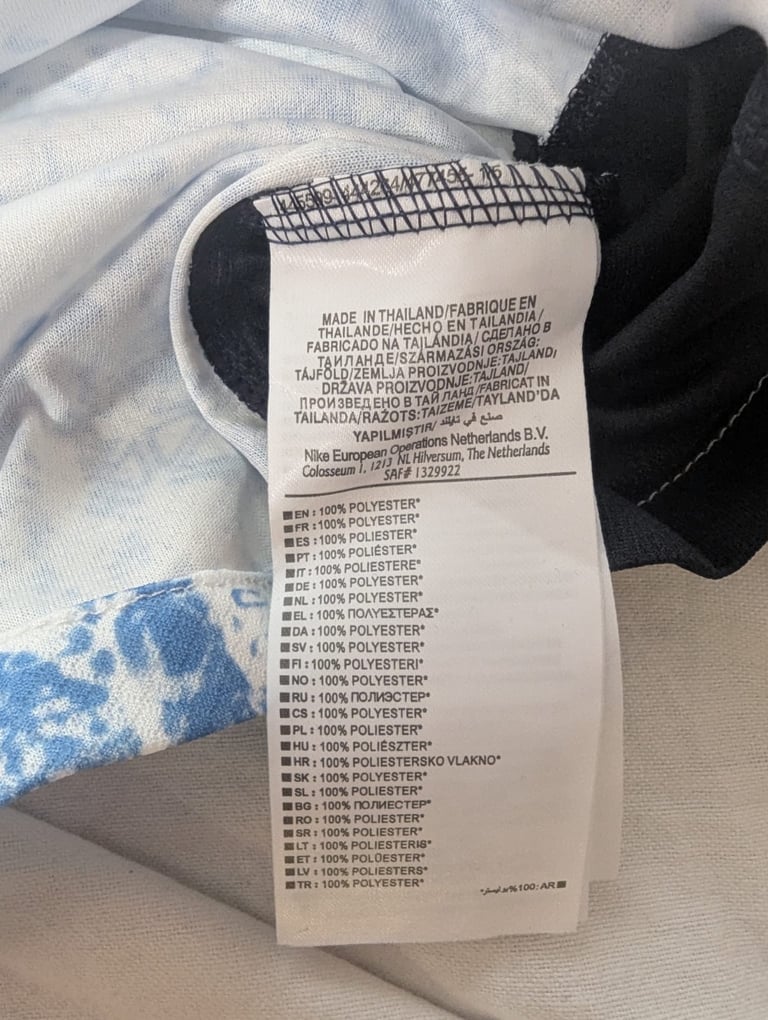 MADE IN THAILAND/FABRIQUE EN
THAILANDE/HECHO EN TAILANDIA/
FABRICADO NA TAILÂNDIA/ СДЕЛАНО В
ТАИЛАНДЕ/SZÁRMAZÁSI ORSZÁG:
TÁJFÖLD/ZEMLJA PROIZVODNJE:TAJLAND;
DRŽAVA PROIZVODNJE:TAJLAND/
ПРОИЗВЕДЕНО В ТАЙЛАНД /FABRICAT IN
TAILANDA/RAŽOTS:TAIZEME/TAYLAND'DA
YAPILMIŞTIR/ صنع في تايلند
Nike European Operations Netherlands B.V.
Colosseum 1, 1213 NL Hilversum, The Netherlands
SAF# 1329922
EN : 100% POLYESTER*
FR : 100% POLYESTER*
ES : 100% POLIESTER*
PT : 100% POLIÉSTER*
IT : 100% POLIESTERE*
DE : 100% POLYESTER*
NL : 100% POLYESTER*
EL : 100% ΠΟΛΥΕΣΤΕΡΑΣ*
DA : 100% POLYESTER*
SV : 100% POLYESTER*
FI : 100% POLYESTERI*
NO : 100% POLYESTER*
RU : 100% ПОЛИЭСТЕР*
CS : 100% POLYESTER*
PL : 100% POLIESTER*
HU : 100% POLIÉSZTER*
HR : 100% POLIESTERSKO VLAKNO*
SK : 100% POLYESTER*
SL : 100% POLIESTER*
BG : 100% ПОЛИЕСТЕР*
RO : 100% POLIESTER*
SR : 100% POLIESTER*
LT : 100% POLIESTERIS*
ET : 100% POLÜESTER*
LV : 100% POLIESTERS*
TR : 100% POLYESTER*
AR :100% بوليستر*